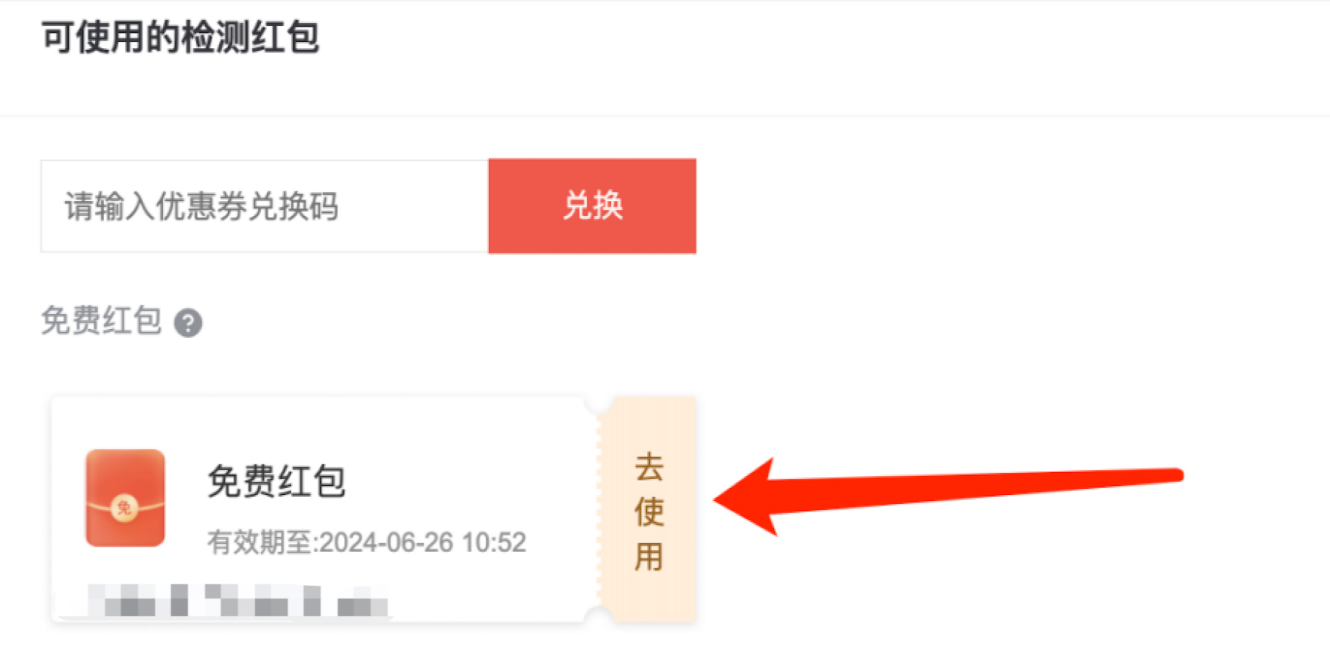 可使用的检测红包
请输入优惠券兑换码
兑换
免费红包 ?
免
免费红包
有效期至:2024-06-26 10:52
去使用